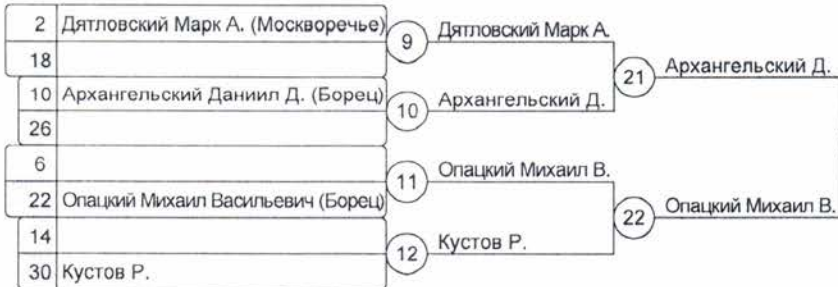 2 Дятловский Марк А. (Москворечье)
18
9 Дятловский Марк А.
10 Архангельский Даниил Д. (Борец)
26
10 Архангельский Д.
21 Архангельский Д.
6
22 Опацкий Михаил Васильевич (Борец)
11 Опацкий Михаил В.
14
30 Кустов Р.
12 Кустов Р.
22 Опацкий Михаил В.